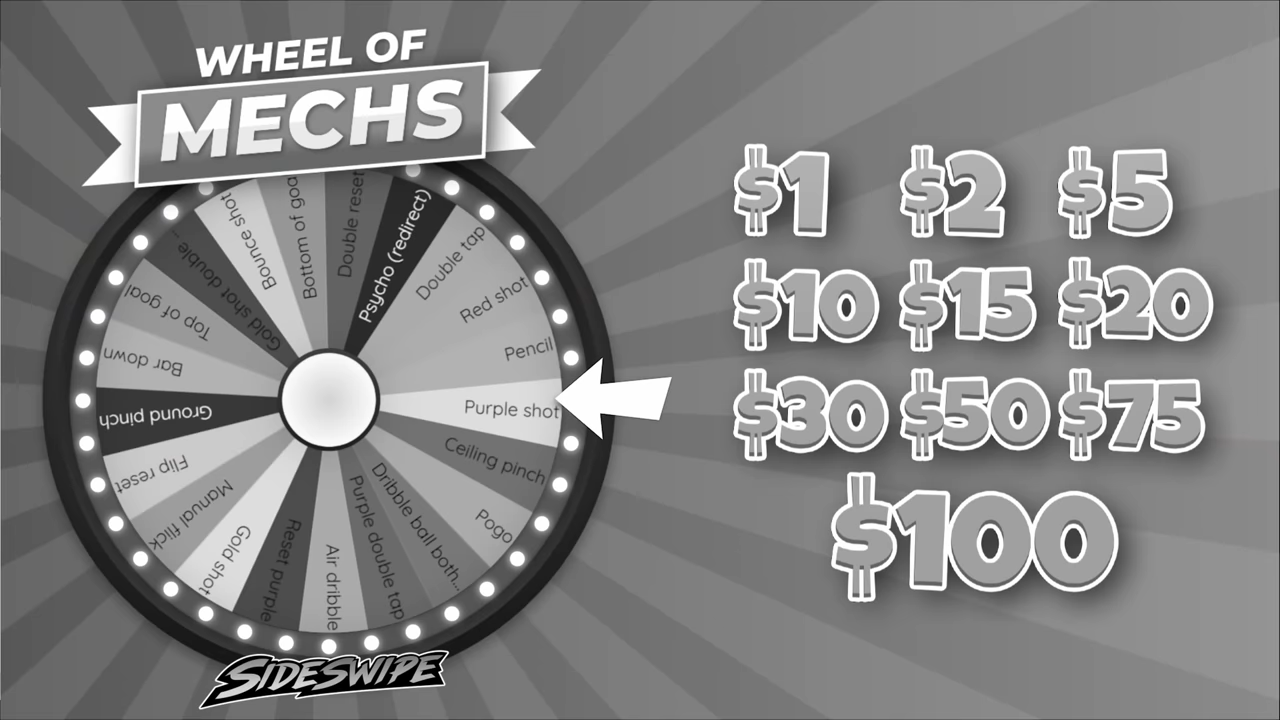 WHEEL OF
MECHS
Bounce shot
Bottom of goa
Double reset
Psycho (redirect)
Double tap
Red shot
Pencil
Purple shot
Ceiling pinch
Pogo
Dribble ball both...
Purple double tap
Air dribble
Reset purple
Gold shot
Manual flick
Flip reset
Ground pinch
Bar down
Top of goal
Gold shot double ...
SIDESWIPE
$1 $2 $5
$10 $15 $20
$30 $50 $75
$100